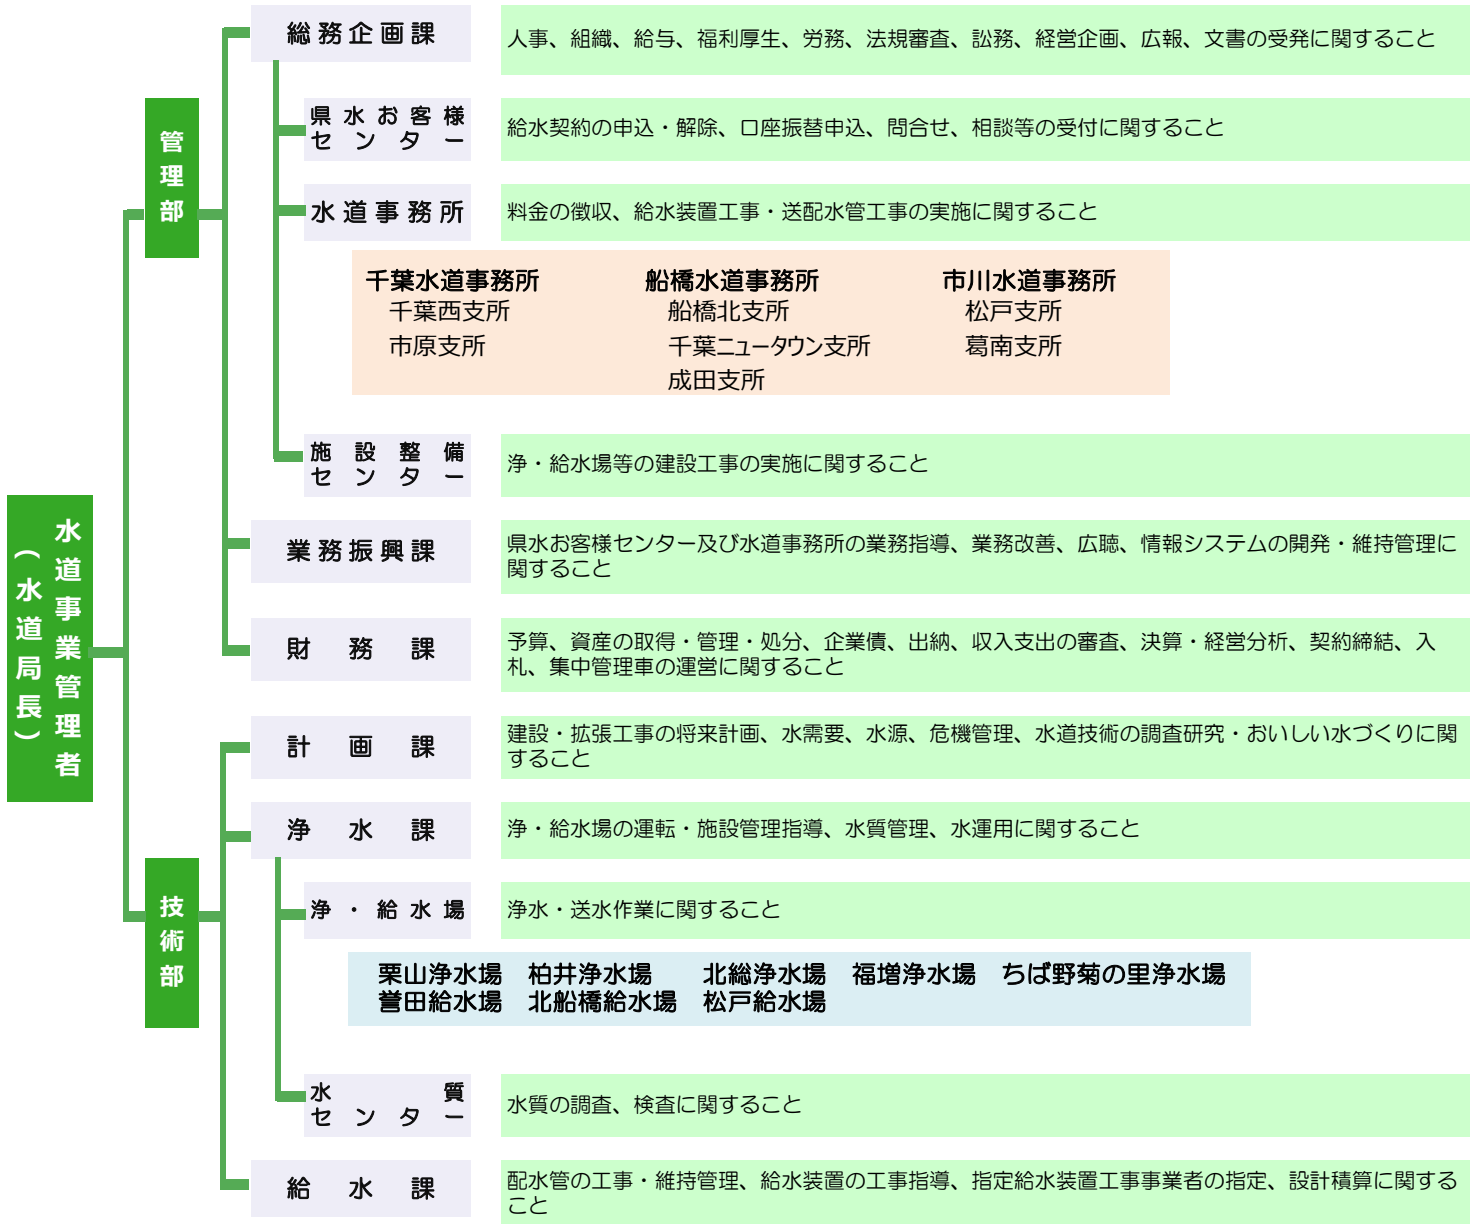 水道事業管理者
(水道局長)
管理部
総務企画課
人事、組織、給与、福利厚生、労務、法規審査、訟務、経営企画、広報、文書の受発に関すること
県水お客様
センター
給水契約の申込・解除、口座振替申込、問合せ、相談等の受付に関すること
水道事務所
料金の徴収、給水装置工事・送配水管工事の実施に関すること
千葉水道事務所 船橋水道事務所 市川水道事務所
千葉西支所 船橋北支所 松戸支所
市原支所 千葉ニュータウン支所 葛南支所
成田支所
施設整備
センター
浄・給水場等の建設工事の実施に関すること
業務振興課
県水お客様センター及び水道事務所の業務指導、業務改善、広聴、情報システムの開発・維持管理に
関すること
財務課
予算、資産の取得・管理・処分、企業債、出納、収入支出の審査、決算・経営分析、契約締結、入
札、集中管理車の運営に関すること
技術部
計画課
建設・拡張工事の将来計画、水需要、水源、危機管理、水道技術の調査研究・おいしい水づくりに関
すること
浄水課
浄・給水場の運転・施設管理指導、水質管理、水運用に関すること
浄・給水場
浄水・送水作業に関すること
栗山浄水場 柏井浄水場 北総浄水場 福増浄水場 ちば野菊の里浄水場
誉田給水場 北船橋給水場 松戸給水場
水質
センター
水質の調査、検査に関すること
給水課
配水管の工事・維持管理、給水装置の工事指導、指定給水装置工事事業者の指定、設計積算に関する
こと